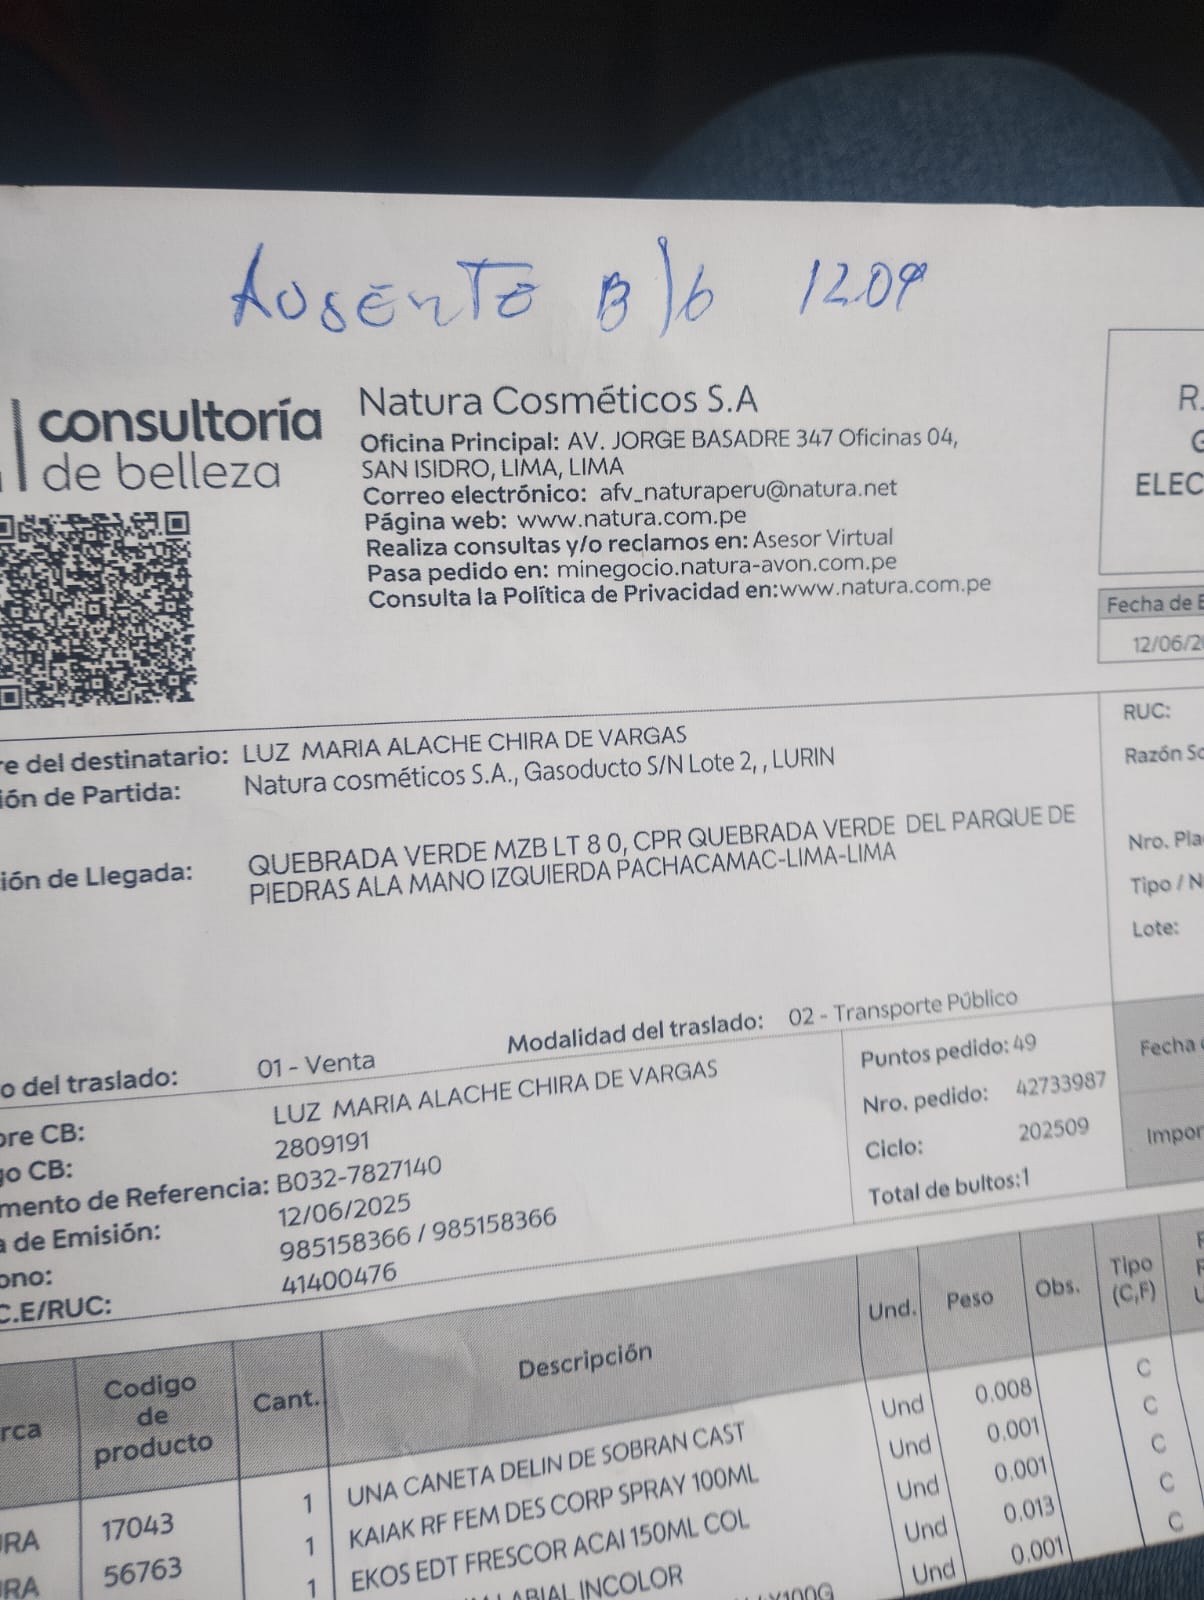 Ausento B/6 1209
consultoría
de belleza
Natura Cosméticos S.A
Oficina Principal: AV. JORGE BASADRE 347 Oficinas 04,
SAN ISIDRO, LIMA, LIMA
Correo electrónico: afv_naturaperu@natura.net
Página web: www.natura.com.pe
Realiza consultas y/o reclamos en: Asesor Virtual
Pasa pedido en: minegocio.natura-avon.com.pe
Consulta la Política de Privacidad en:www.natura.com.pe
R.
G
ELEC
Fecha de E
12/06/20
re del destinatario: LUZ MARIA ALACHE CHIRA DE VARGAS
ión de Partida: Natura cosméticos S.A., Gasoducto S/N Lote 2, , LURIN
ión de Llegada: QUEBRADA VERDE MZB LT 8 0, CPR QUEBRADA VERDE DEL PARQUE DE
PIEDRAS ALA MANO IZQUIERDA PACHACAMAC-LIMA-LIMA
RUC:
Razón So
Nro. Pla
Tipo / N
Lote:
o del traslado: 01 - Venta Modalidad del traslado: 02 - Transporte Público
bre CB: LUZ MARIA ALACHE CHIRA DE VARGAS
go CB: 2809191
mento de Referencia: B032-7827140
a de Emisión: 12/06/2025
ono: 985158366 / 985158366
C.E/RUC: 41400476
Puntos pedido: 49
Nro. pedido: 42733987
Ciclo: 202509
Total de bultos:1
Fecha
Impor
rca Codigo de producto Cant. Descripción Und. Peso Obs. Tipo (C,F)
URA 17043 1 UNA CANETA DELIN DE SOBRAN CAST Und 0.008 C
URA 56763 1 KAIAK RF FEM DES CORP SPRAY 100ML Und 0.001 C
1 EKOS EDT FRESCOR ACAI 150ML COL Und 0.001 C
LABIAL INCOLOR Und 0.013 C
X100G Und 0.001 C